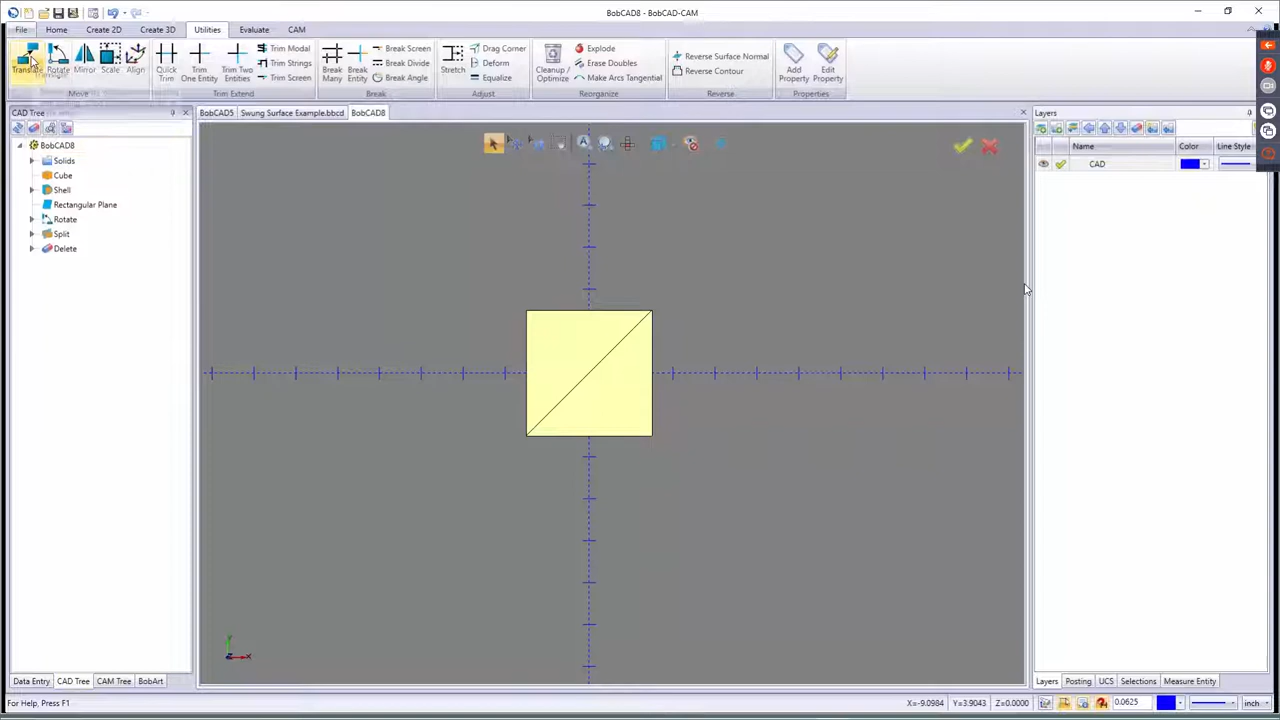 BobCAD8 - BobCAD-CAM
File Home Create 2D Create 3D Utilities Evaluate CAM
Translate Rotate Mirror Scale Align
Move
Quick Trim
Trim One Entity
Trim Two Entities
Trim Modal
Trim Strings
Trim Screen
Trim Extend
Break Many
Break Entity
Break Screen
Break Divide
Break Angle
Break
Stretch
Drag Corner
Deform
Equalize
Adjust
Cleanup / Optimize
Explode
Erase Doubles
Make Arcs Tangential
Reorganize
Reverse Surface Normal
Reverse Contour
Reverse
Add Property
Edit Property
Properties
CAD Tree
BobCAD5 Swung Surface Example.bbcd BobCAD8
Layers
BobCAD8
Solids
Cube
Shell
Rectangular Plane
Rotate
Split
Delete
Name Color Line Style
CAD
Y
X
Data Entry CAD Tree CAM Tree BobArt
Layers Posting UCS Selections Measure Entity
For Help, Press F1
X=-9.0984 Y=3.9043 Z=0.0000 0.0625 inch